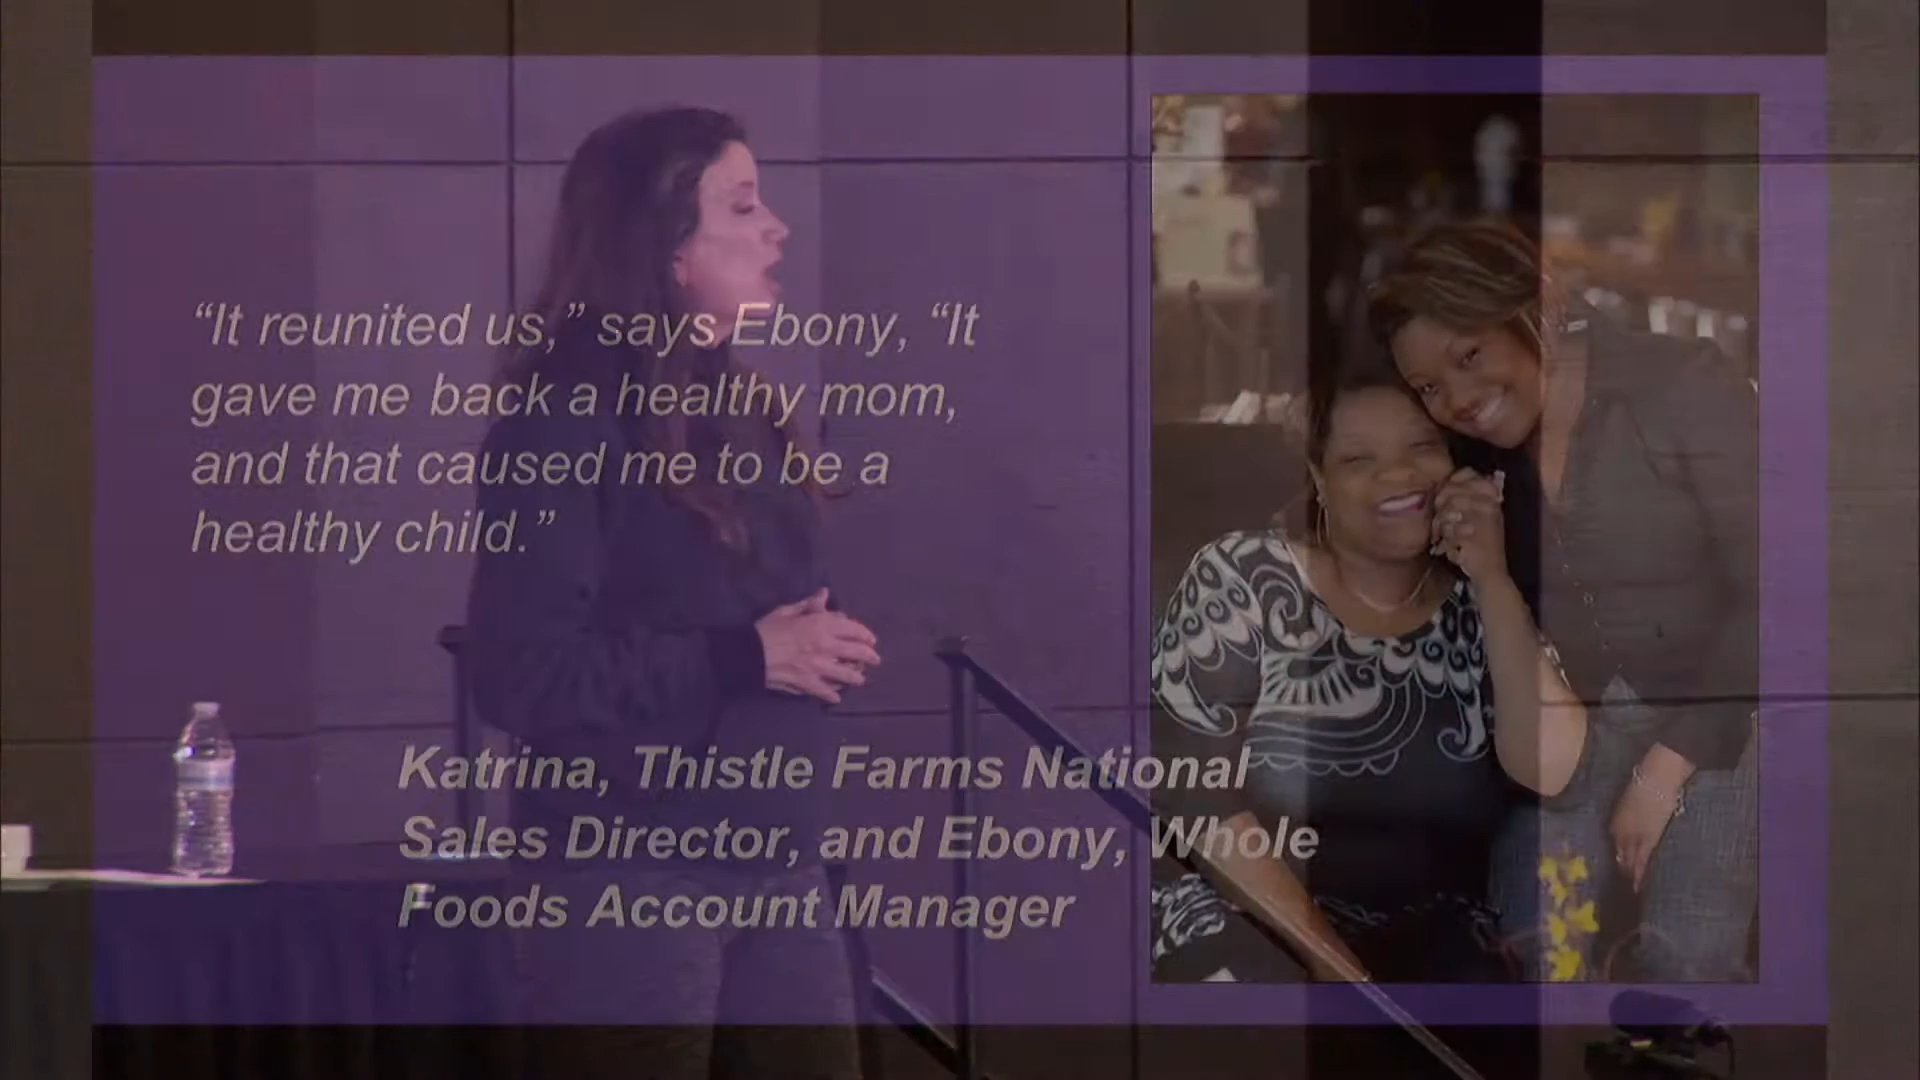 “It reunited us,” says Ebony, “It
gave me back a healthy mom,
and that caused me to be a
healthy child.”
Katrina, Thistle Farms National
Sales Director, and Ebony, Whole
Foods Account Manager